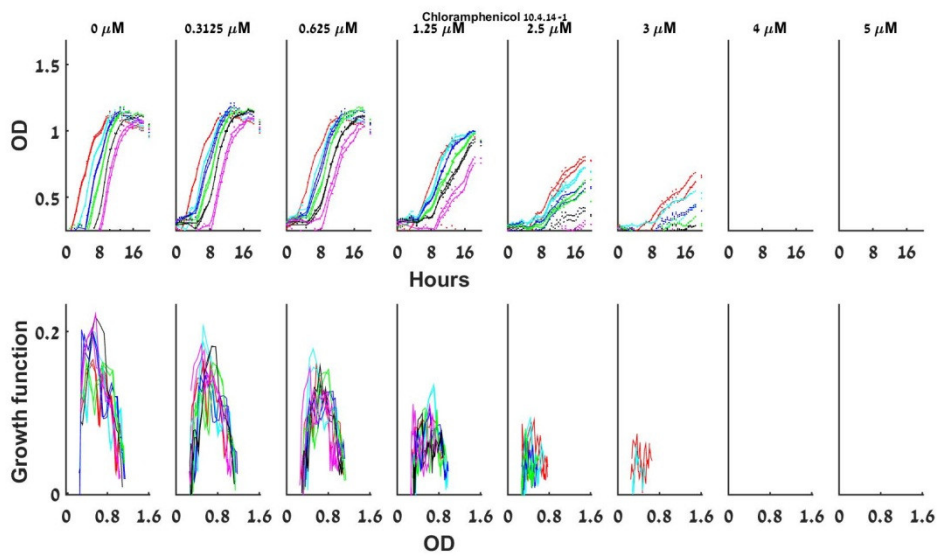 Chloramphenicol 10.4.14-1
0 μM 0.3125 μM 0.625 μM 1.25 μM 2.5 μM 3 μM 4 μM 5 μM
OD
1.5
1
0.5
0 8 16 0 8 16 0 8 16 0 8 16 0 8 16 0 8 16 0 8 16 0 8 16
Hours
Growth function
0.2
0
0 0.8 1.6 0 0.8 1.6 0 0.8 1.6 0 0.8 1.6 0 0.8 1.6 0 0.8 1.6 0 0.8 1.6 0 0.8 1.6
OD